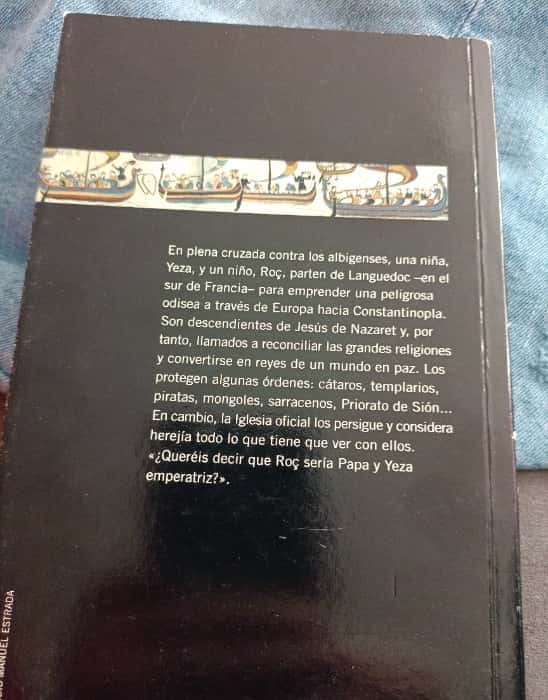 En plena cruzada contra los albigenses, una niña,
Yeza, y un niño, Roç, parten de Languedoc –en el
sur de Francia– para emprender una peligrosa
odisea a través de Europa hacia Constantinopla.
Son descendientes de Jesús de Nazaret y, por
tanto, llamados a reconciliar las grandes religiones
y convertirse en reyes de un mundo en paz. Los
protegen algunas órdenes: cátaros, templarios,
piratas, mongoles, sarracenos, Priorato de Sión...
En cambio, la Iglesia oficial los persigue y considera
herejía todo lo que tiene que ver con ellos.
«¿Queréis decir que Roç sería Papa y Yeza
emperatriz?».
MANUEL ESTRADA